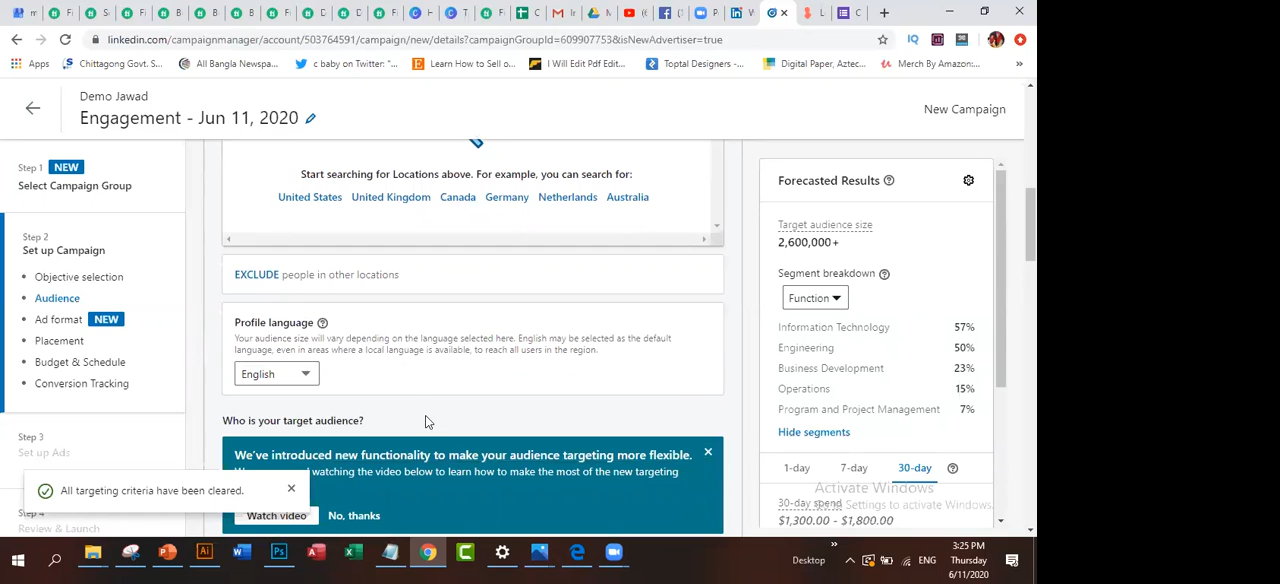 linkedin.com/campaignmanager/account/503764591/campaign/new/details?campaignGroupId=609907753&isNewAdvertiser=true
Apps
Chittagong Govt. S...
All Bangla Newspa...
c baby on Twitter: "...
Learn How to Sell o...
I Will Edit Pdf Edit...
Toptal Designers -...
Digital Paper, Aztec...
Merch By Amazon:...
»
Demo Jawad
Engagement - Jun 11, 2020
New Campaign
Step 1 NEW
Select Campaign Group
Step 2
Set up Campaign
Objective selection
Audience
Ad format NEW
Placement
Budget & Schedule
Conversion Tracking
Step 3
Set up Ads
Step 4
Review & Launch
All targeting criteria have been cleared.
Start searching for Locations above. For example, you can search for:
United States United Kingdom Canada Germany Netherlands Australia
EXCLUDE people in other locations
Profile language
Your audience size will vary depending on the language selected here. English may be selected as the default
language, even in areas where a local language is available, to reach all users in the region.
English
Who is your target audience?
We've introduced new functionality to make your audience targeting more flexible.
watching the video below to learn how to make the most of the new targeting
Watch video No, thanks
Forecasted Results
Target audience size
2,600,000+
Segment breakdown
Function
Information Technology 57%
Engineering 50%
Business Development 23%
Operations 15%
Program and Project Management 7%
Hide segments
1-day 7-day 30-day
30-day spend
$1,300.00 - $1,800.00
Activate Windows
Settings to activate Windows.
Desktop
ENG
3:25 PM
Thursday
6/11/2020